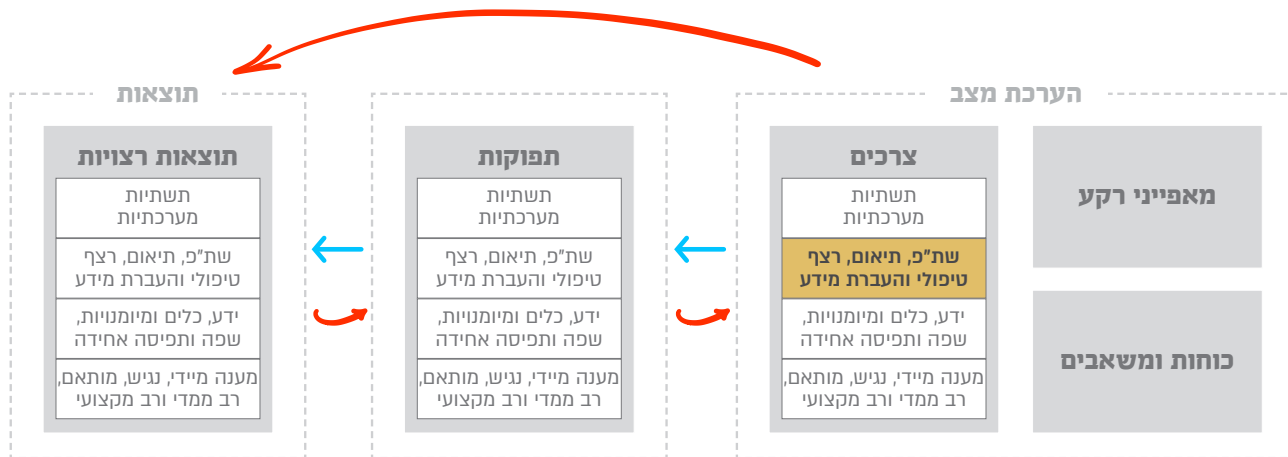 הערכת מצב
מאפייני רקע
כוחות ומשאבים
צרכים
תשתיות
מערכתיות
שת"פ, תיאום, רצף
טיפולי והעברת מידע
ידע, כלים ומיומנויות,
שפה ותפיסה אחידה
מענה מיידי, נגיש, מותאם,
רב ממדי ורב מקצועי
תפוקות
תשתיות
מערכתיות
שת"פ, תיאום, רצף
טיפולי והעברת מידע
ידע, כלים ומיומנויות,
שפה ותפיסה אחידה
מענה מיידי, נגיש, מותאם,
רב ממדי ורב מקצועי
תוצאות
תוצאות רצויות
תשתיות
מערכתיות
שת"פ, תיאום, רצף
טיפולי והעברת מידע
ידע, כלים ומיומנויות,
שפה ותפיסה אחידה
מענה מיידי, נגיש, מותאם,
רב ממדי ורב מקצועי